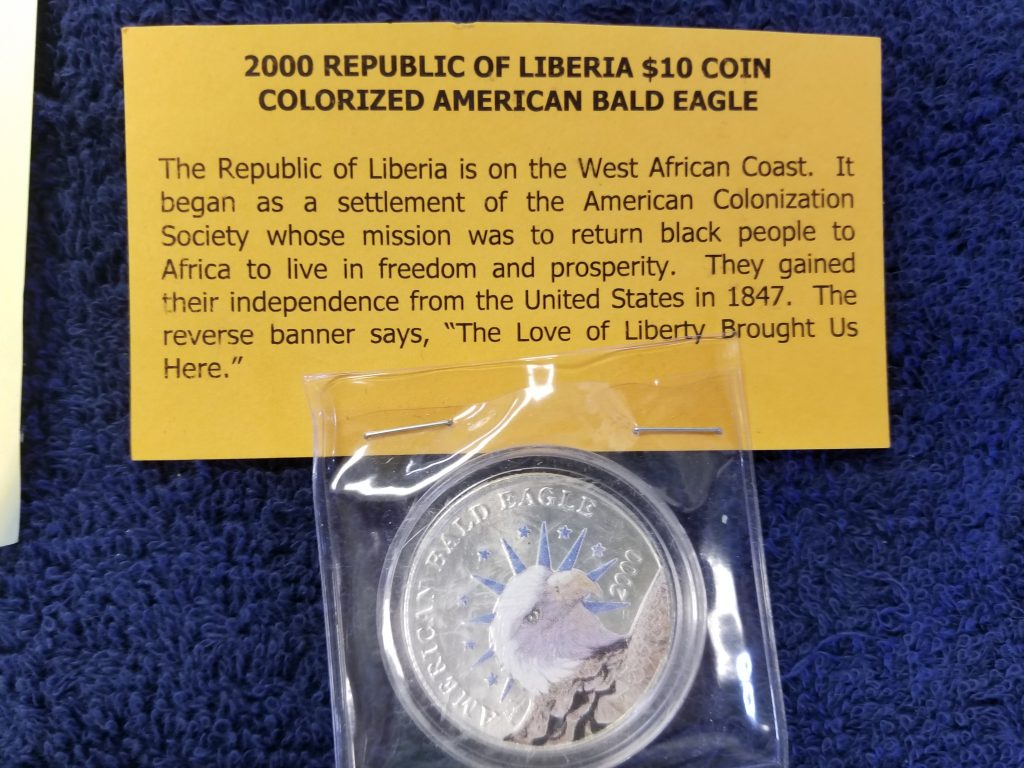 2000 REPUBLIC OF LIBERIA $10 COIN
COLORIZED AMERICAN BALD EAGLE
The Republic of Liberia is on the West African Coast. It
began as a settlement of the American Colonization
Society whose mission was to return black people to
Africa to live in freedom and prosperity. They gained
their independence from the United States in 1847. The
reverse banner says, “The Love of Liberty Brought Us
Here.”
AMERICAN BALD EAGLE
2000